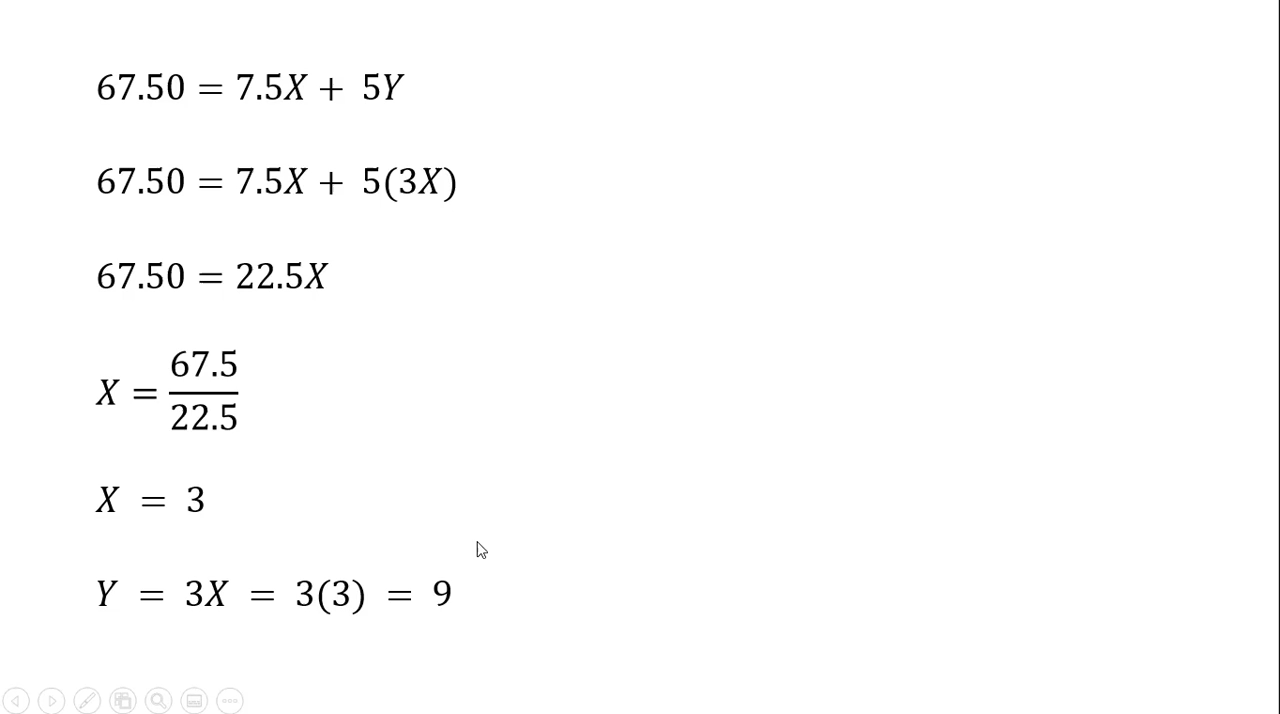 67.50 = 7.5X + 5Y
67.50 = 7.5X + 5(3X)
67.50 = 22.5X
X = 67.5/22.5
X = 3
Y = 3X = 3(3) = 9